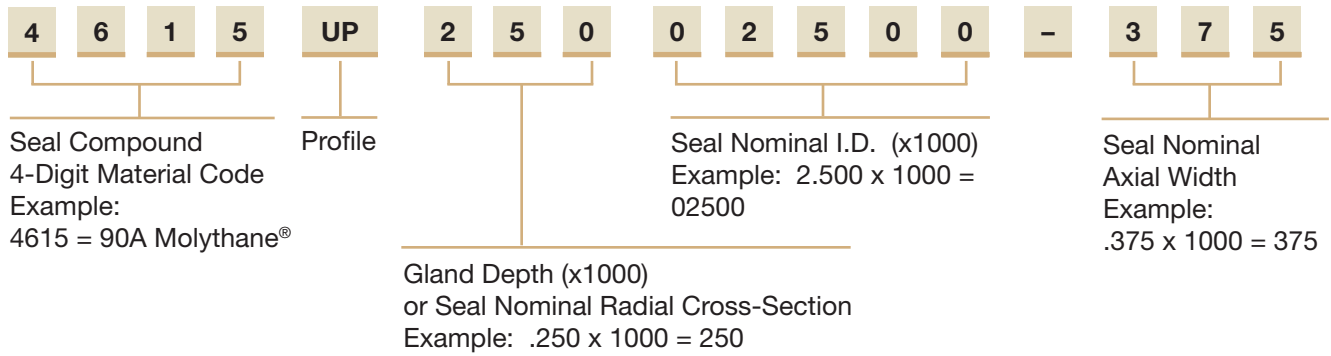 4 6 1 5 UP 2 5 0 0 2 5 0 0 – 3 7 5
Seal Compound
4-Digit Material Code
Example:
4615 = 90A Molythane®
Profile
Gland Depth (x1000)
or Seal Nominal Radial Cross-Section
Example: .250 x 1000 = 250
Seal Nominal I.D. (x1000)
Example: 2.500 x 1000 =
02500
Seal Nominal
Axial Width
Example:
.375 x 1000 = 375